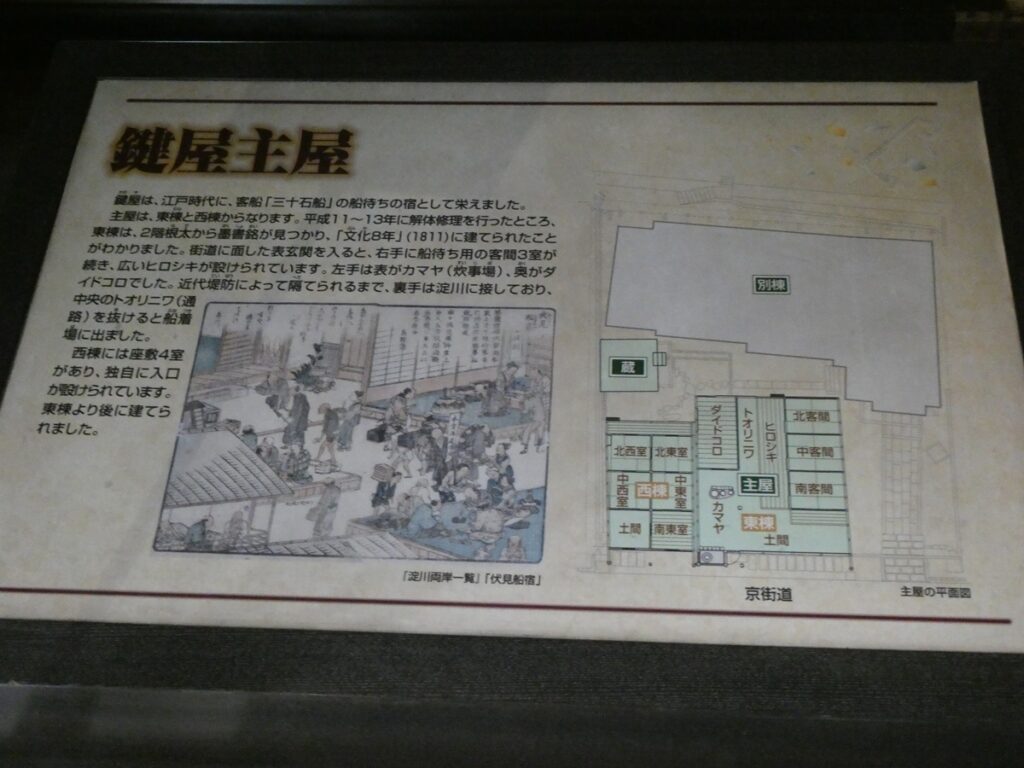 鍵屋主屋
鍵屋は、江戸時代に、客船「三十石船」の船待ちの宿として栄えました。
主屋は、東棟と西棟からなります。平成11〜13年に解体修理を行ったところ、
東棟は、2階根太から墨書銘が見つかり、「文化8年」(1811)に建てられたこと
がわかりました。街道に面した表玄関を入ると、右手に船待ち用の客間3室が
続き、広いヒロシキが設けられています。左手は表がカマヤ(炊事場)、奥がダ
イドコロでした。近代堤防によって隔てられるまで、裏手は淀川に接しており、
中央のトオリニワ(通
路)を抜けると船着
場に出ました。
西棟には座敷4室
があり、独自に入口
が設けられています。
東棟より後に建てら
れました。
「淀川両岸一覧」「伏見船宿」
別棟
蔵
ダイドコロ
トオリニワ
ヒロシキ
北客間
中客間
南客間
北西室
北東室
中西室
西棟
中東室
主屋
カマヤ
東棟
土間
土間
南東室
京街道
主屋の平面図